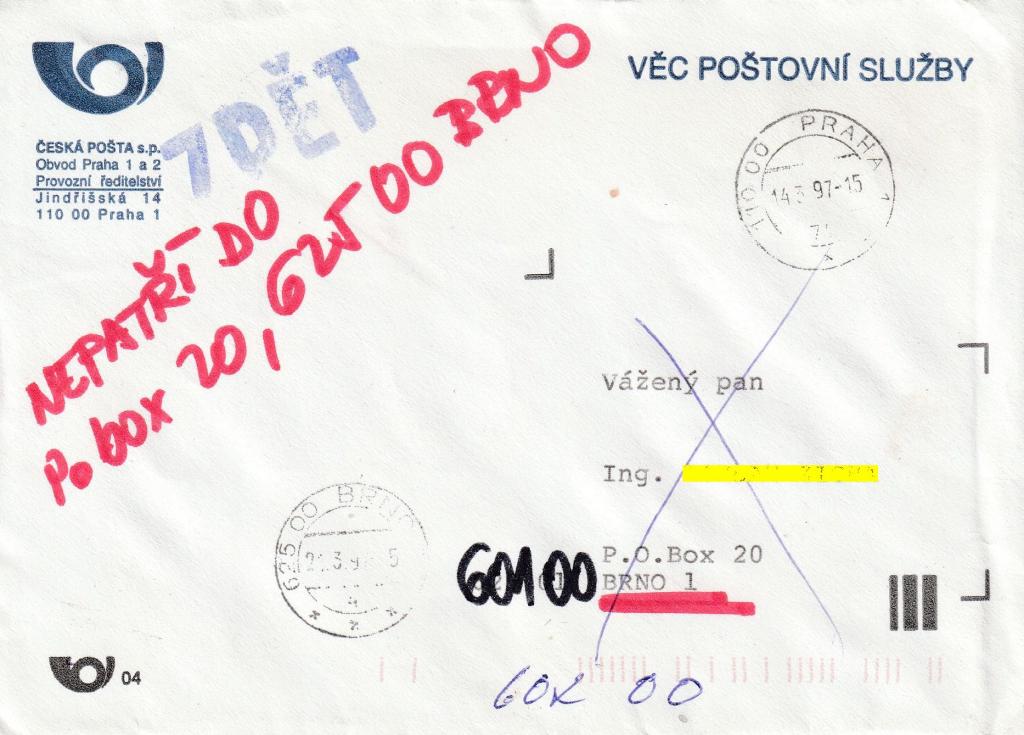 VĚC POŠTOVNÍ SLUŽBY
ČESKÁ POŠTA s.p.
Obvod Praha 1 a 2
Provozní ředitelství
Jindřišská 14
110 00 Praha 1
ZPĚT
NEPATŘÍ DO
P.O BOX 20, 625 00 BRNO
110 00 PRAHA 1
14.3.97-15
Vážený pan
Ing.
P.O.Box 20
60100 BRNO 1
625 00 BRNO
04
60K 00